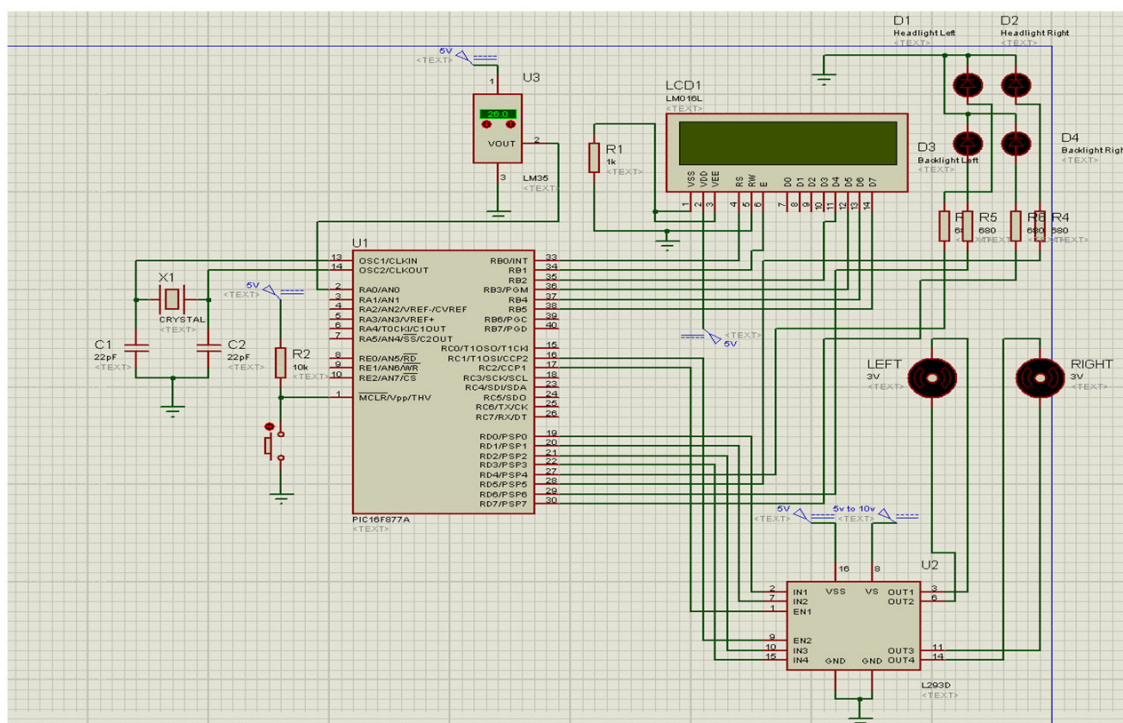 D1
Headlight Left
<TEXT>
D2
Headlight Right
<TEXT>
5V
<TEXT>
U3
1
26.0
VOUT
2
3
LM35
<TEXT>
LCD1
LM016L
<TEXT>
R1
1k
<TEXT>
VSS
VDD
VEE
RS
RW
E
D0
D1
D2
D3
D4
D5
D6
D7
1
2
3
4
5
6
7
8
9
10
11
12
13
14
D3
Backlight Left
<TEXT>
D4
Backlight Righ
<TEXT>
R5
680
<TEXT>
R4
680
<TEXT>
5V
<TEXT>
U1
13 OSC1/CLKIN
14 OSC2/CLKOUT
2 RA0/AN0
3 RA1/AN1
4 RA2/AN2/VREF-/CVREF
5 RA3/AN3/VREF+
6 RA4/T0CKI/C1OUT
7 RA5/AN4/SS/C2OUT
8 RE0/AN5/RD
9 RE1/AN6/WR
10 RE2/AN7/CS
1 MCLR/Vpp/THV
RB0/INT 33
RB1 34
RB2 35
RB3/PGM 36
RB4 37
RB5 38
RB6/PGC 39
RB7/PGD 40
RC0/T1OSO/T1CKI 15
RC1/T1OSI/CCP2 16
RC2/CCP1 17
RC3/SCK/SCL 18
RC4/SDI/SDA 23
RC5/SDO 24
RC6/TX/CK 25
RC7/RX/DT 26
RD0/PSP0 19
RD1/PSP1 20
RD2/PSP2 21
RD3/PSP3 22
RD4/PSP4 27
RD5/PSP5 28
RD6/PSP6 29
RD7/PSP7 30
PIC16F877A
<TEXT>
X1
CRYSTAL
<TEXT>
C1
22pF
<TEXT>
C2
22pF
<TEXT>
5V
<TEXT>
R2
10k
<TEXT>
LEFT
3V
<TEXT>
RIGHT
3V
<TEXT>
5V
<TEXT>
5v to 10v
<TEXT>
U2
16
8
VSS
VS
2 IN1
7 IN2
1 EN1
9 EN2
10 IN3
15 IN4
OUT1 3
OUT2 6
OUT3 11
OUT4 14
GND
GND
L293D
<TEXT>